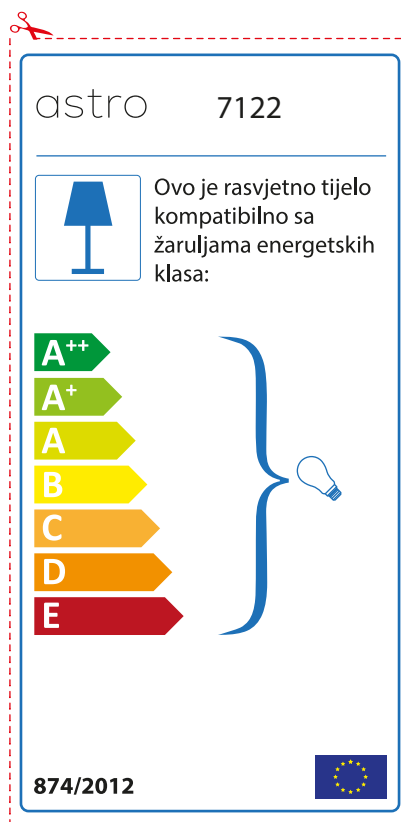 astro 7122
Ovo je rasvjetno tijelo
kompatibilno sa
žaruljama energetskih
klasa:
A++
A+
A
B
C
D
E
874/2012